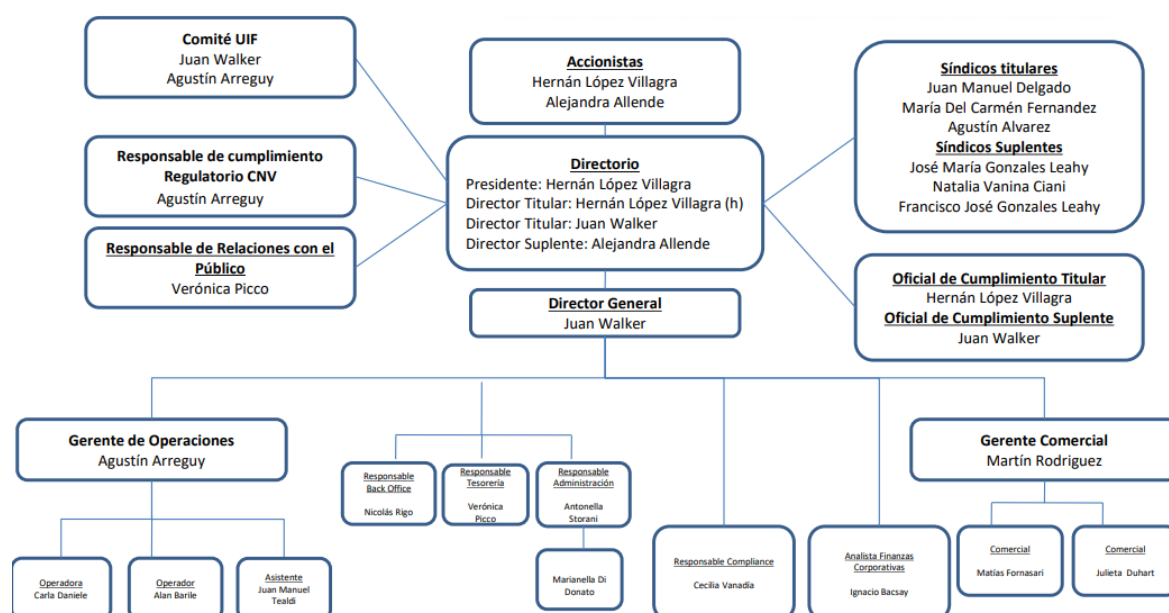 Comité UIF
Juan Walker
Agustín Arreguy
Accionistas
Hernán López Villagra
Alejandra Allende
Síndicos titulares
Juan Manuel Delgado
María Del Carmén Fernandez
Agustín Alvarez
Síndicos Suplentes
José María Gonzales Leahy
Natalia Vanina Ciani
Francisco José Gonzales Leahy
Responsable de cumplimiento
Regulatorio CNV
Agustín Arreguy
Directorio
Presidente: Hernán López Villagra
Director Titular: Hernán López Villagra (h)
Director Titular: Juan Walker
Director Suplente: Alejandra Allende
Responsable de Relaciones con el
Público
Verónica Picco
Oficial de Cumplimiento Titular
Hernán López Villagra
Oficial de Cumplimiento Suplente
Juan Walker
Director General
Juan Walker
Gerente de Operaciones
Agustín Arreguy
Gerente Comercial
Martín Rodriguez
Responsable
Back Office
Nicolás Rigo
Responsable
Tesorería
Verónica
Picco
Responsable
Administración
Antonella
Storani
Operadora
Carla Daniele
Operador
Alan Barile
Asistente
Juan Manuel
Tealdi
Marianella Di
Donato
Responsable Compliance
Cecilia Vanadía
Analista Finanzas
Corporativas
Ignacio Bacsay
Comercial
Matías Fornasari
Comercial
Julieta Duhart